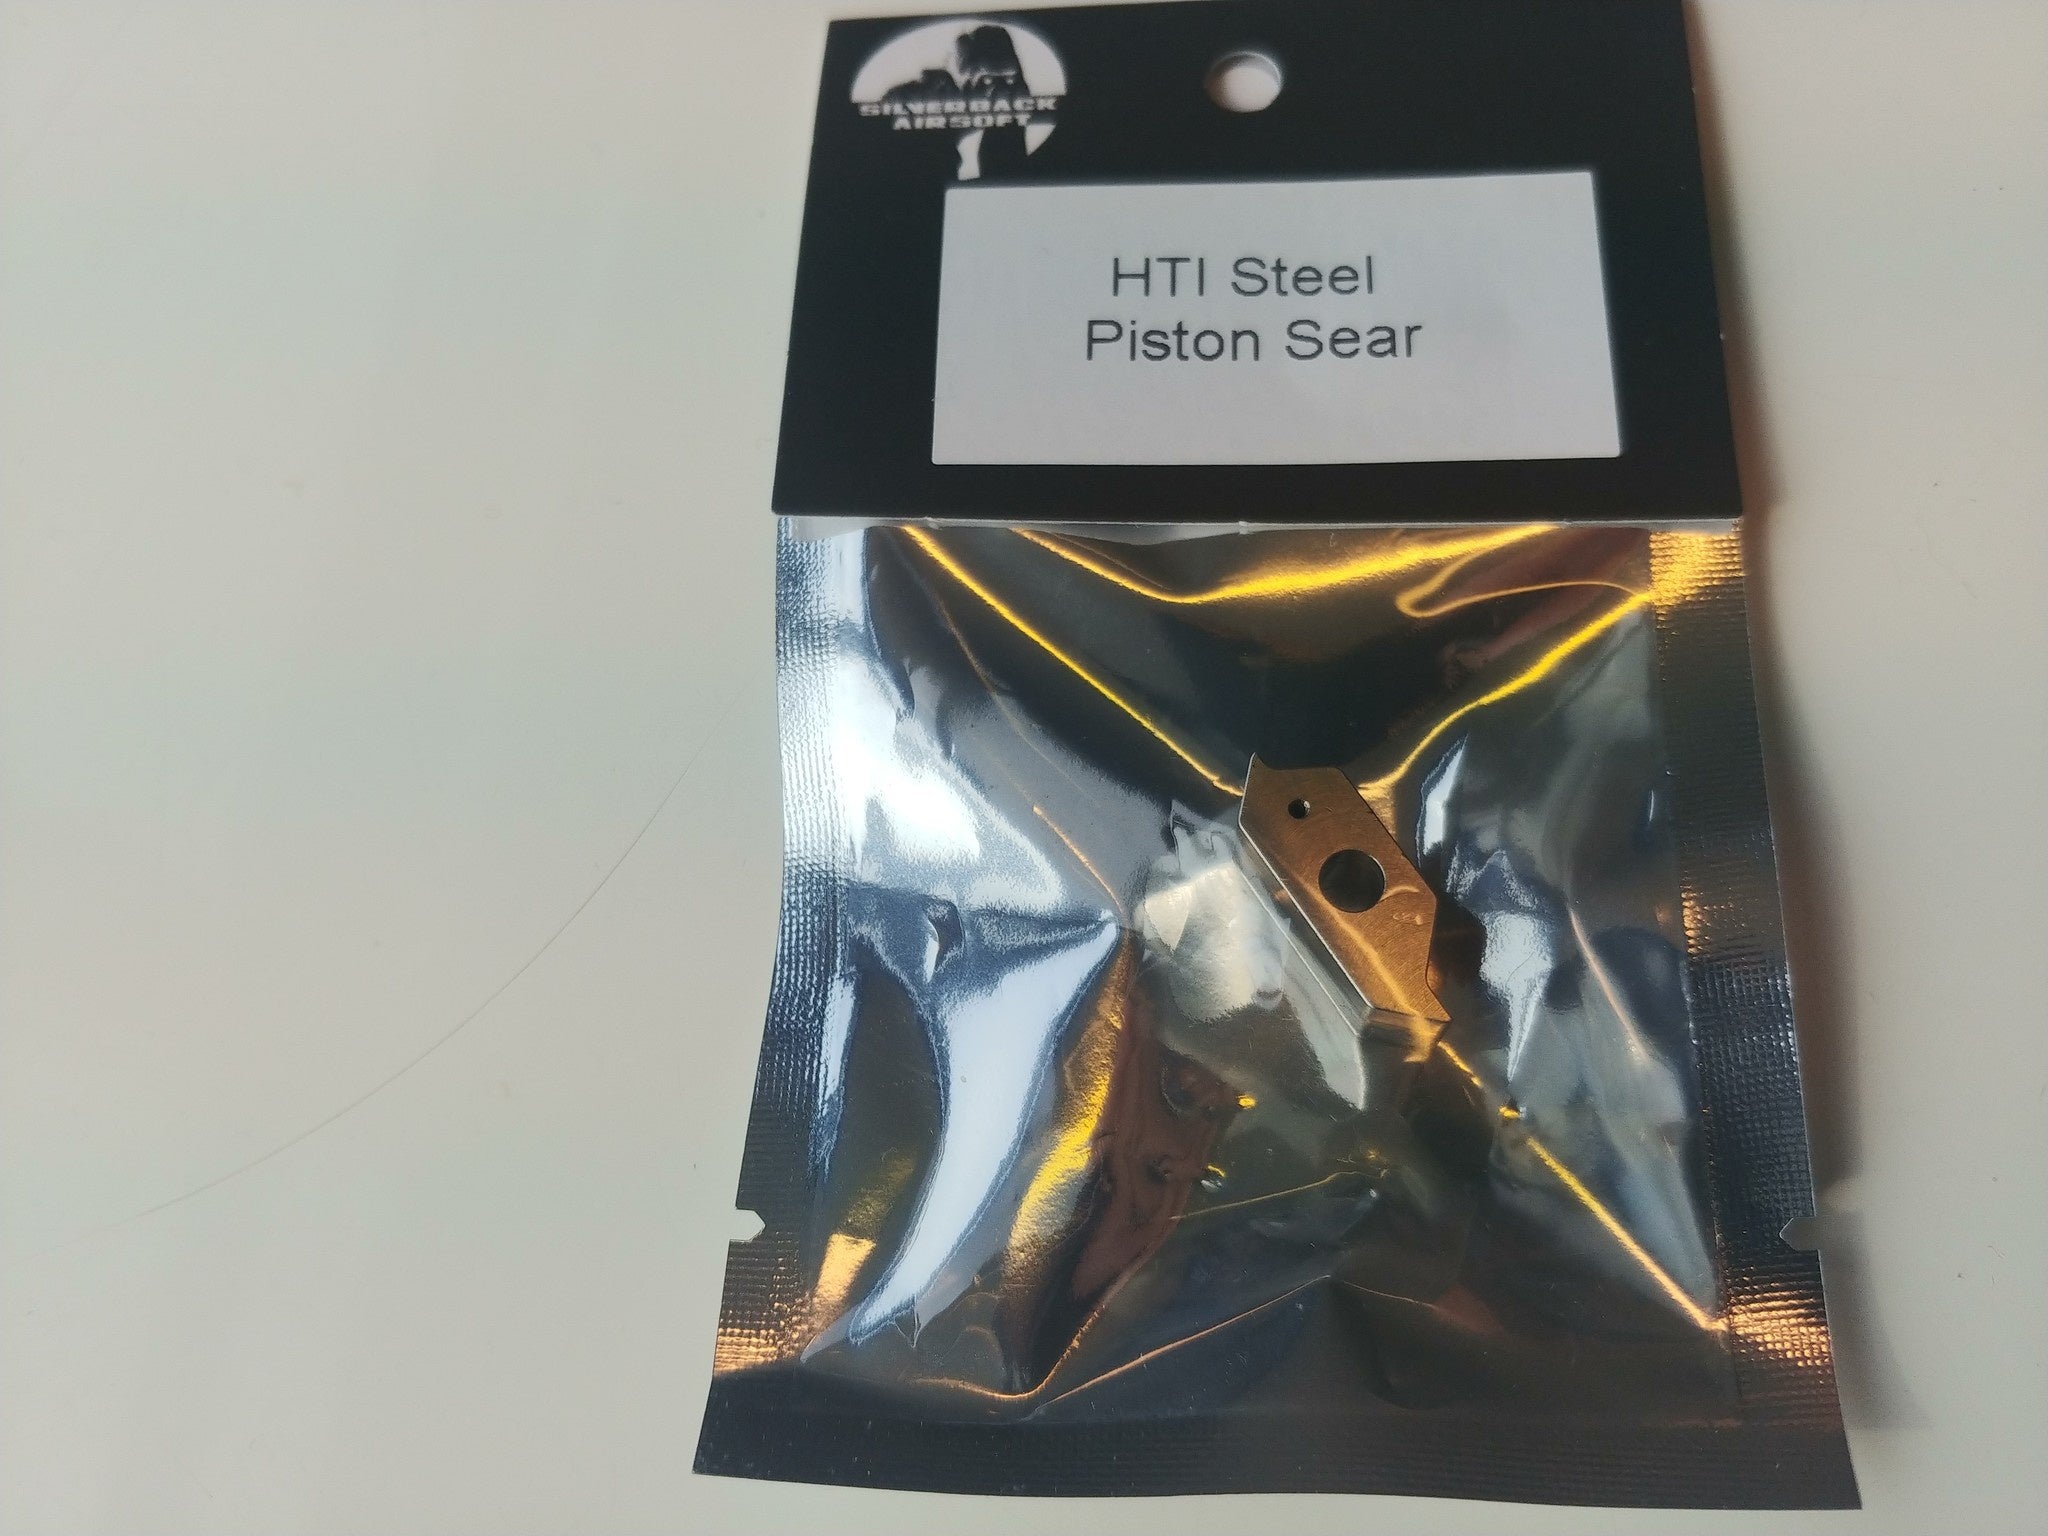 SILVERBACK
AIRSOFT
HTI Steel
Piston Sear